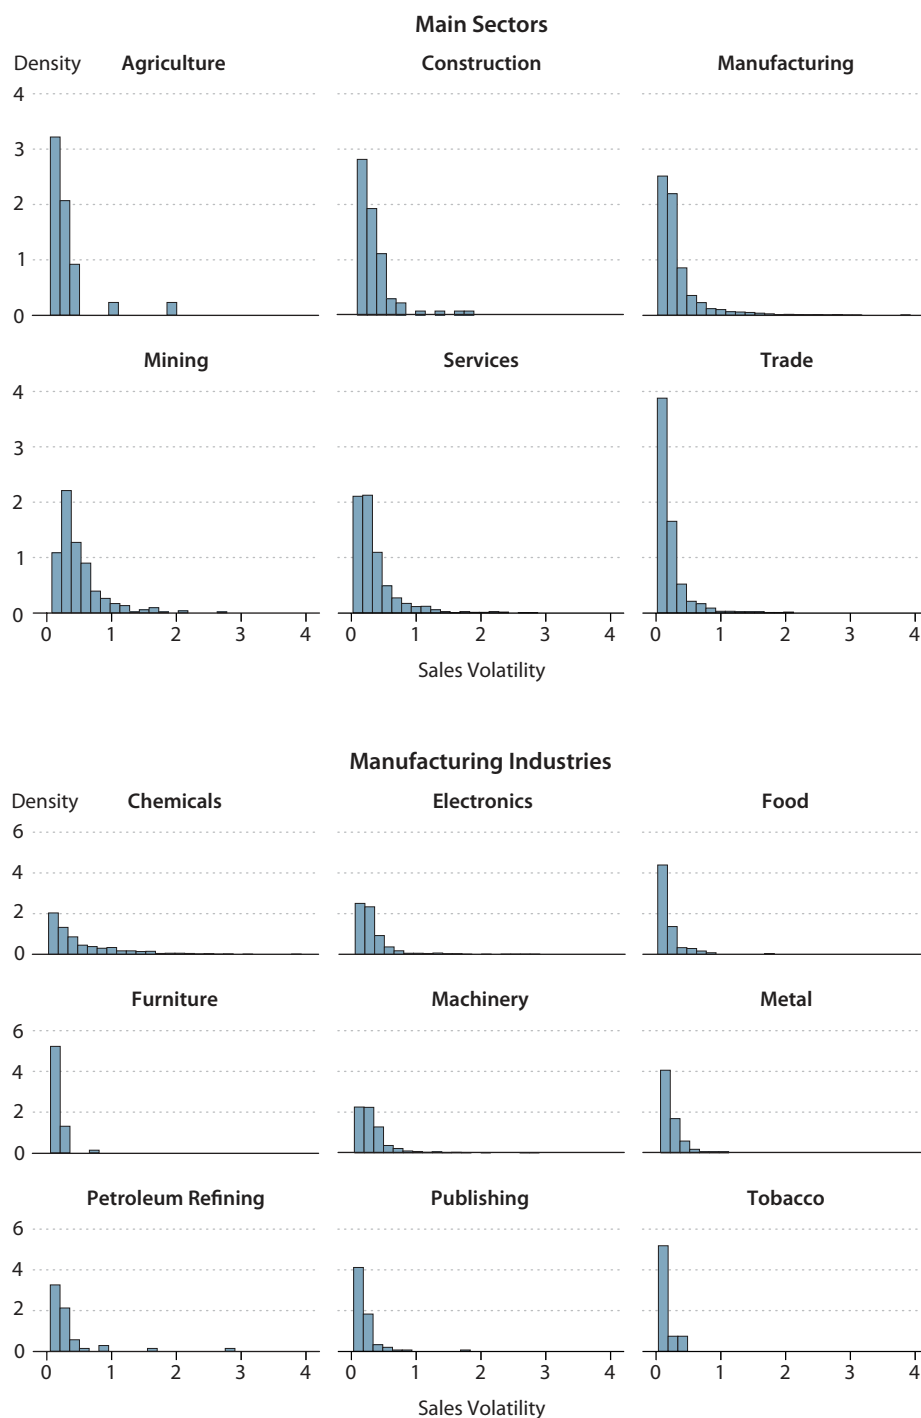 Main Sectors
Density Agriculture Construction Manufacturing
4
3
2
1
0
Mining Services Trade
4
3
2
1
0
0 1 2 3 4 0 1 2 3 4 0 1 2 3 4
Sales Volatility
Manufacturing Industries
Density Chemicals Electronics Food
6
4
2
0
Furniture Machinery Metal
6
4
2
0
Petroleum Refining Publishing Tobacco
6
4
2
0
0 1 2 3 4 0 1 2 3 4 0 1 2 3 4
Sales Volatility